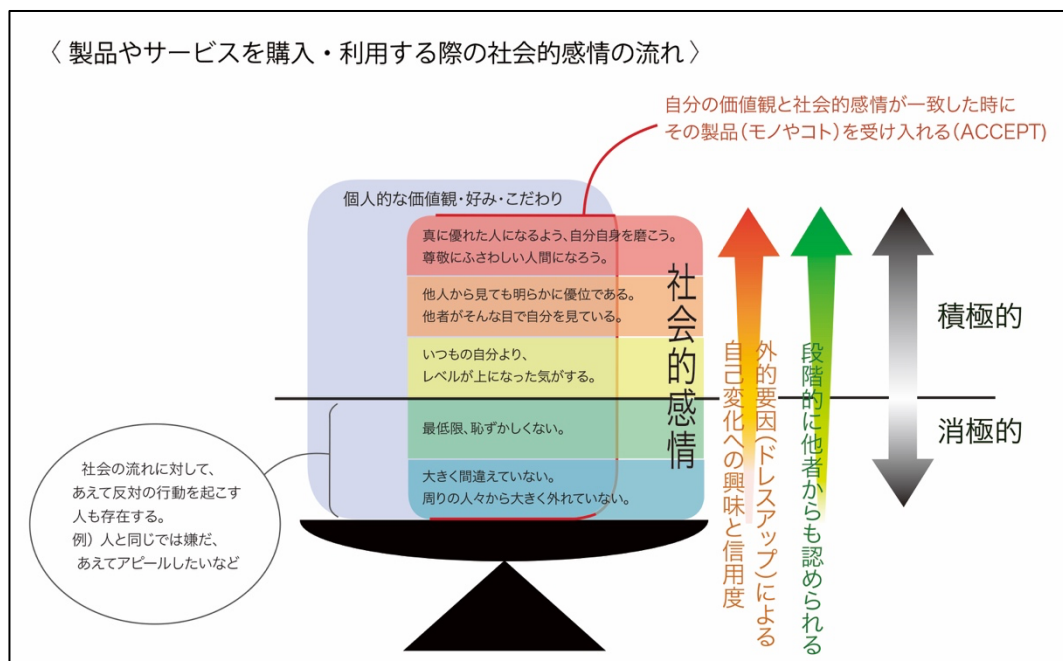 〈 製品やサービスを購入・利用する際の社会的感情の流れ 〉
自分の価値観と社会的感情が一致した時に
その製品(モノやコト)を受け入れる(ACCEPT)
個人的な価値観・好み・こだわり
真に優れた人になるよう、自分自身を磨こう。
尊敬にふさわしい人間になろう。
他人から見ても明らかに優位である。
他者がそんな目で自分を見ている。
いつもの自分より、
レベルが上になった気がする。
最低限、恥ずかしくない。
大きく間違えていない。
周りの人々から大きく外れていない。
社会的感情
外的要因(ドレスアップ)による
自己変化への興味と信用度
段階的に他者からも認められる
積極的
消極的
社会の流れに対して、
あえて反対の行動を起こす
人も存在する。
例）人と同じでは嫌だ、
あえてアピールしたいなど